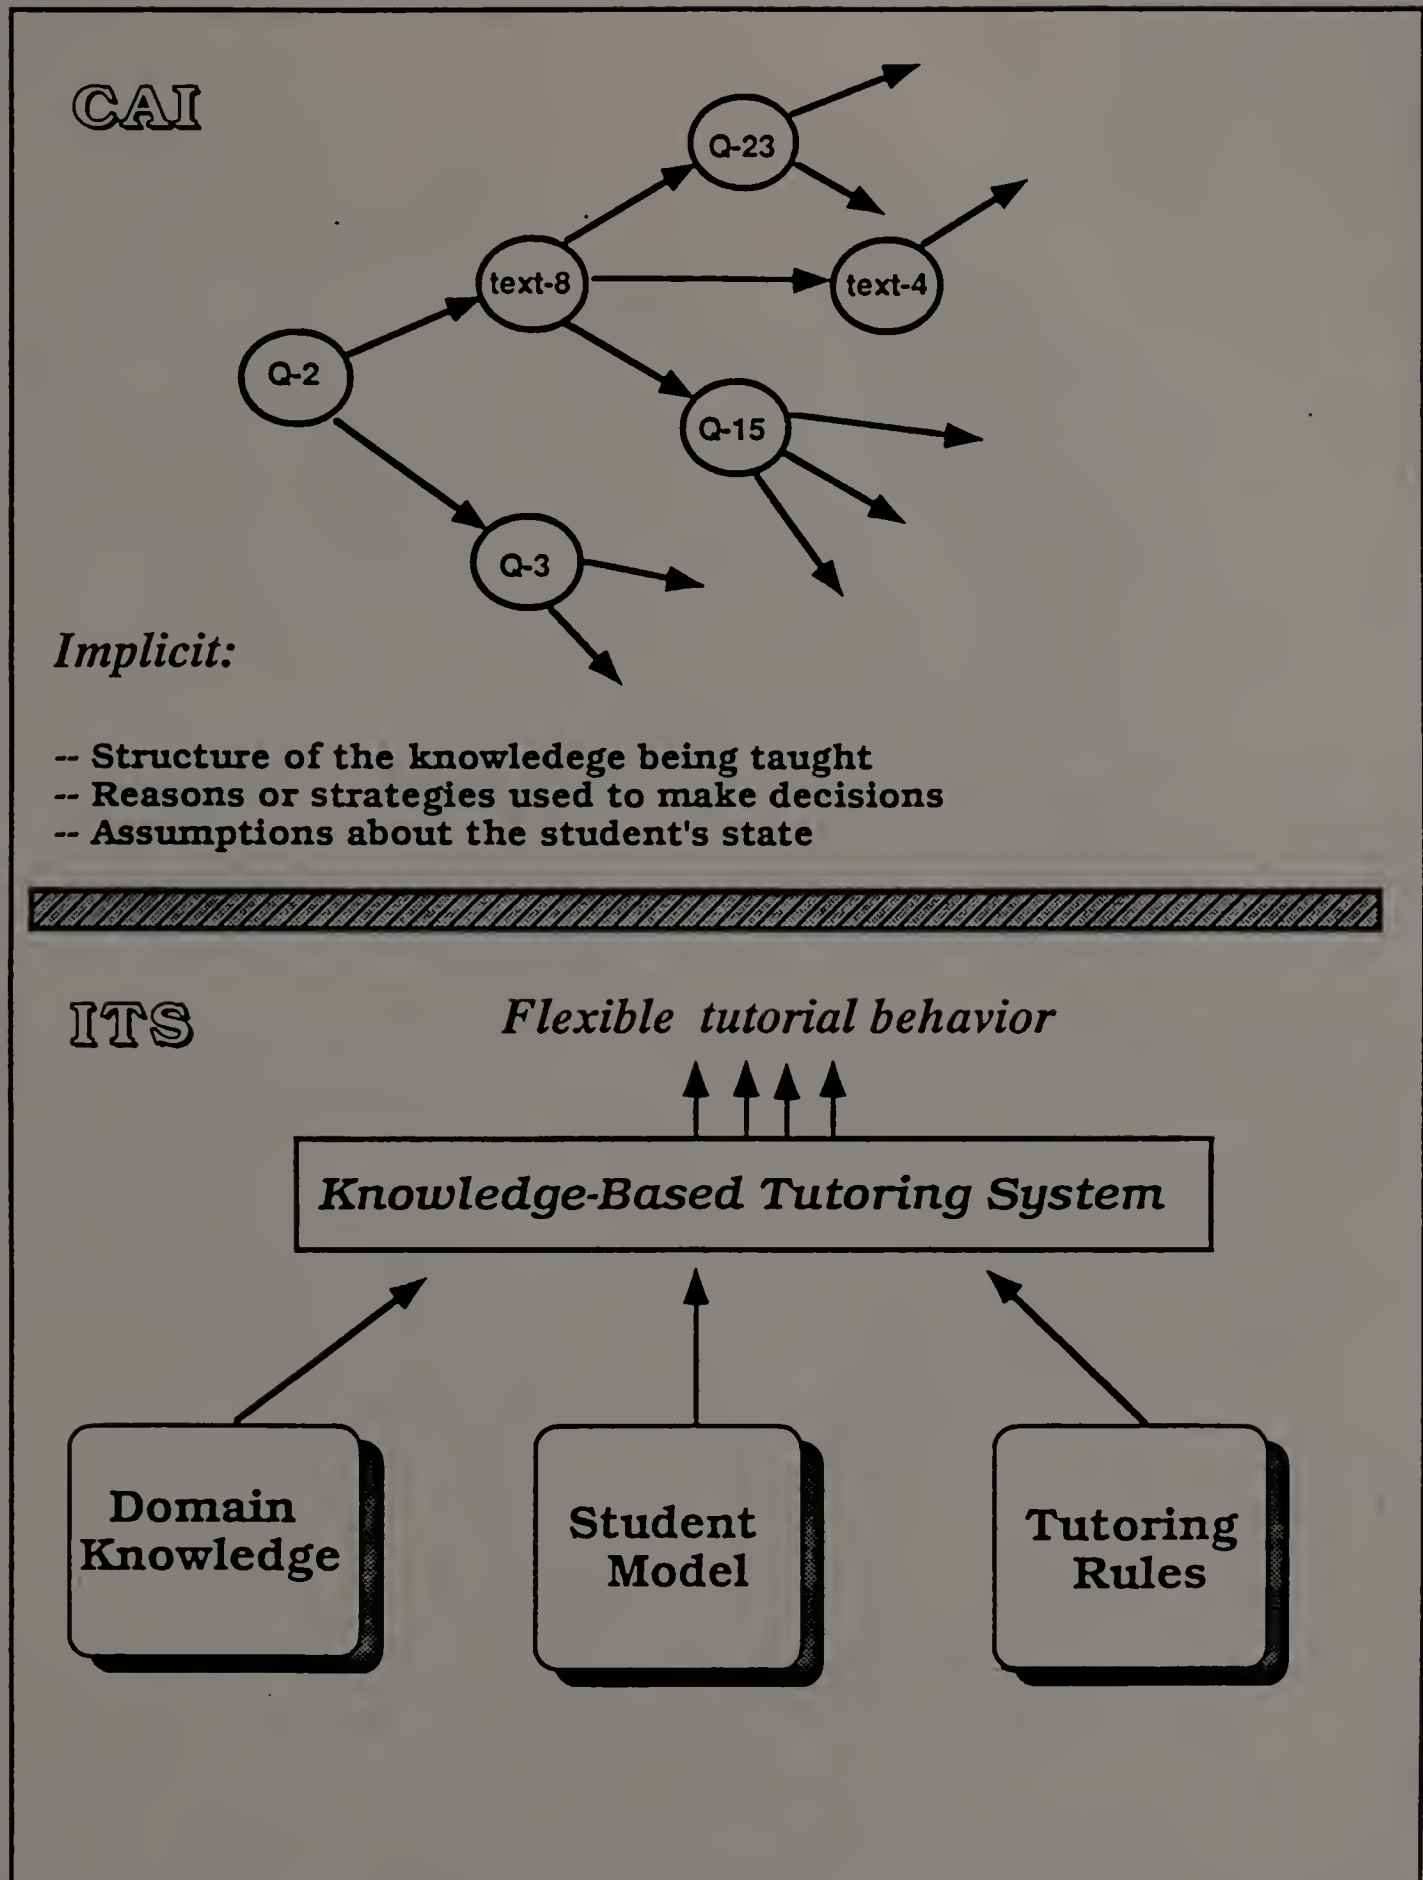 CAI
Q-23
text-8
text-4
Q-2
Q-15
Q-3
Implicit:
-- Structure of the knowledege being taught
-- Reasons or strategies used to make decisions
-- Assumptions about the student's state
ITS
Flexible tutorial behavior
Knowledge-Based Tutoring System
Domain
Knowledge
Student
Model
Tutoring
Rules